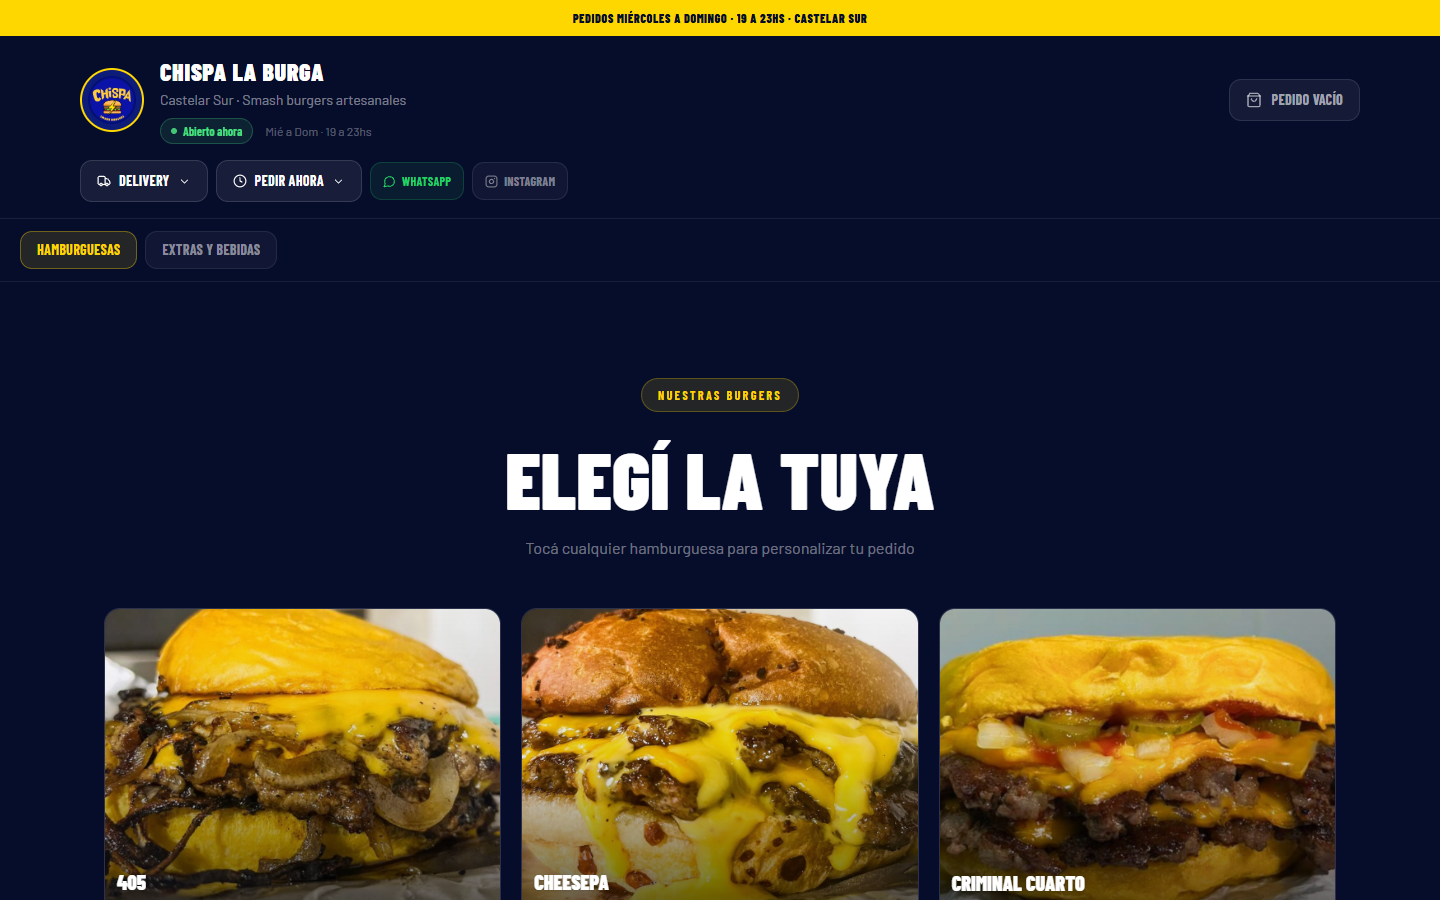 PEDIDOS MIÉRCOLES A DOMINGO · 19 A 23HS · CASTELAR SUR
CHISPA
CHISPA LA BURGA
Castelar Sur · Smash burgers artesanales
Abierto ahora
Mié a Dom · 19 a 23hs
PEDIDO VACÍO
DELIVERY
PEDIR AHORA
WHATSAPP
INSTAGRAM
HAMBURGUESAS
EXTRAS Y BEBIDAS
NUESTRAS BURGERS
ELEGÍ LA TUYA
Tocá cualquier hamburguesa para personalizar tu pedido
405
CHEESEPA
CRIMINAL CUARTO